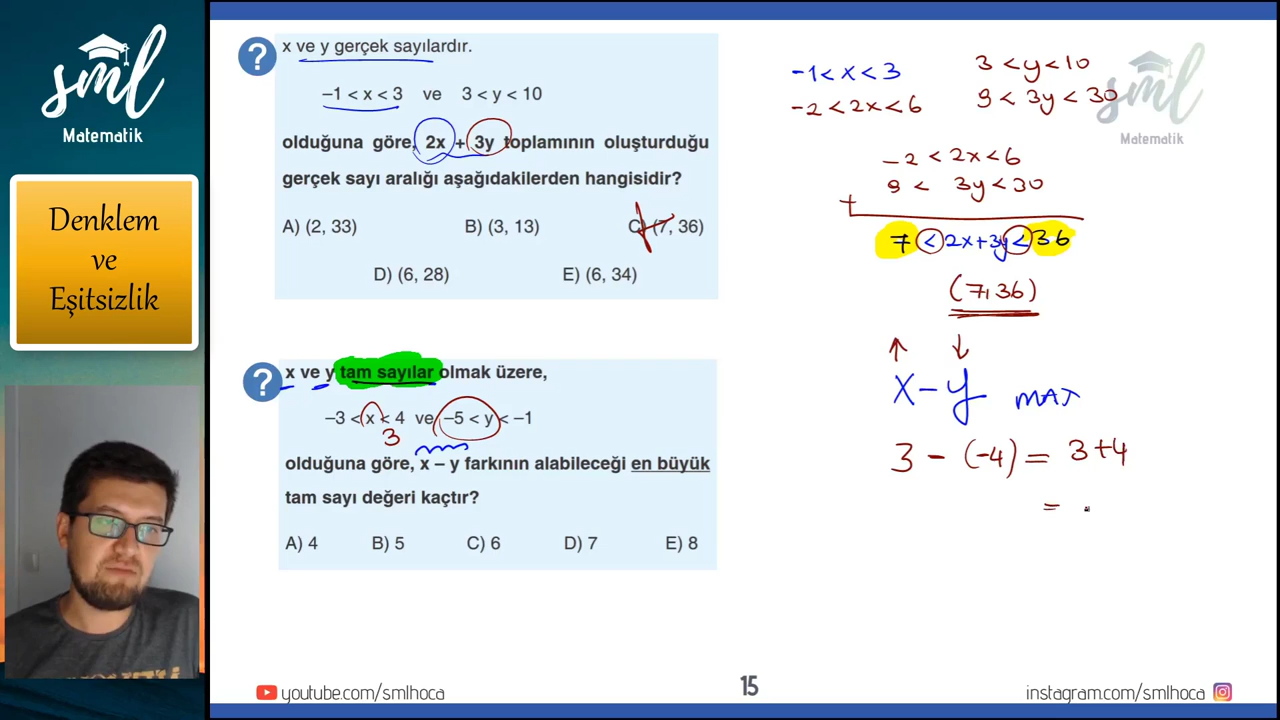 sml
Matematik
Denklem
ve
Eşitsizlik
x ve y gerçek sayılardır.
–1 < x < 3 ve 3 < y < 10
olduğuna göre, 2x + 3y toplamının oluşturduğu
gerçek sayı aralığı aşağıdakilerden hangisidir?
A) (2, 33) B) (3, 13) C) (7, 36)
D) (6, 28) E) (6, 34)
x ve y tam sayılar olmak üzere,
–3 < x < 4 ve –5 < y < –1
3
olduğuna göre, x – y farkının alabileceği en büyük
tam sayı değeri kaçtır?
A) 4 B) 5 C) 6 D) 7 E) 8
-1 < x < 3 3 < y < 10
-2 < 2x < 6 9 < 3y < 30
sml
Matematik
-2 < 2x < 6
9 < 3y < 30
+
7 < 2x+3y < 36
(7, 36)
x - y MAX
3 - (-4) = 3+4
=
youtube.com/smlhoca 15 instagram.com/smlhoca